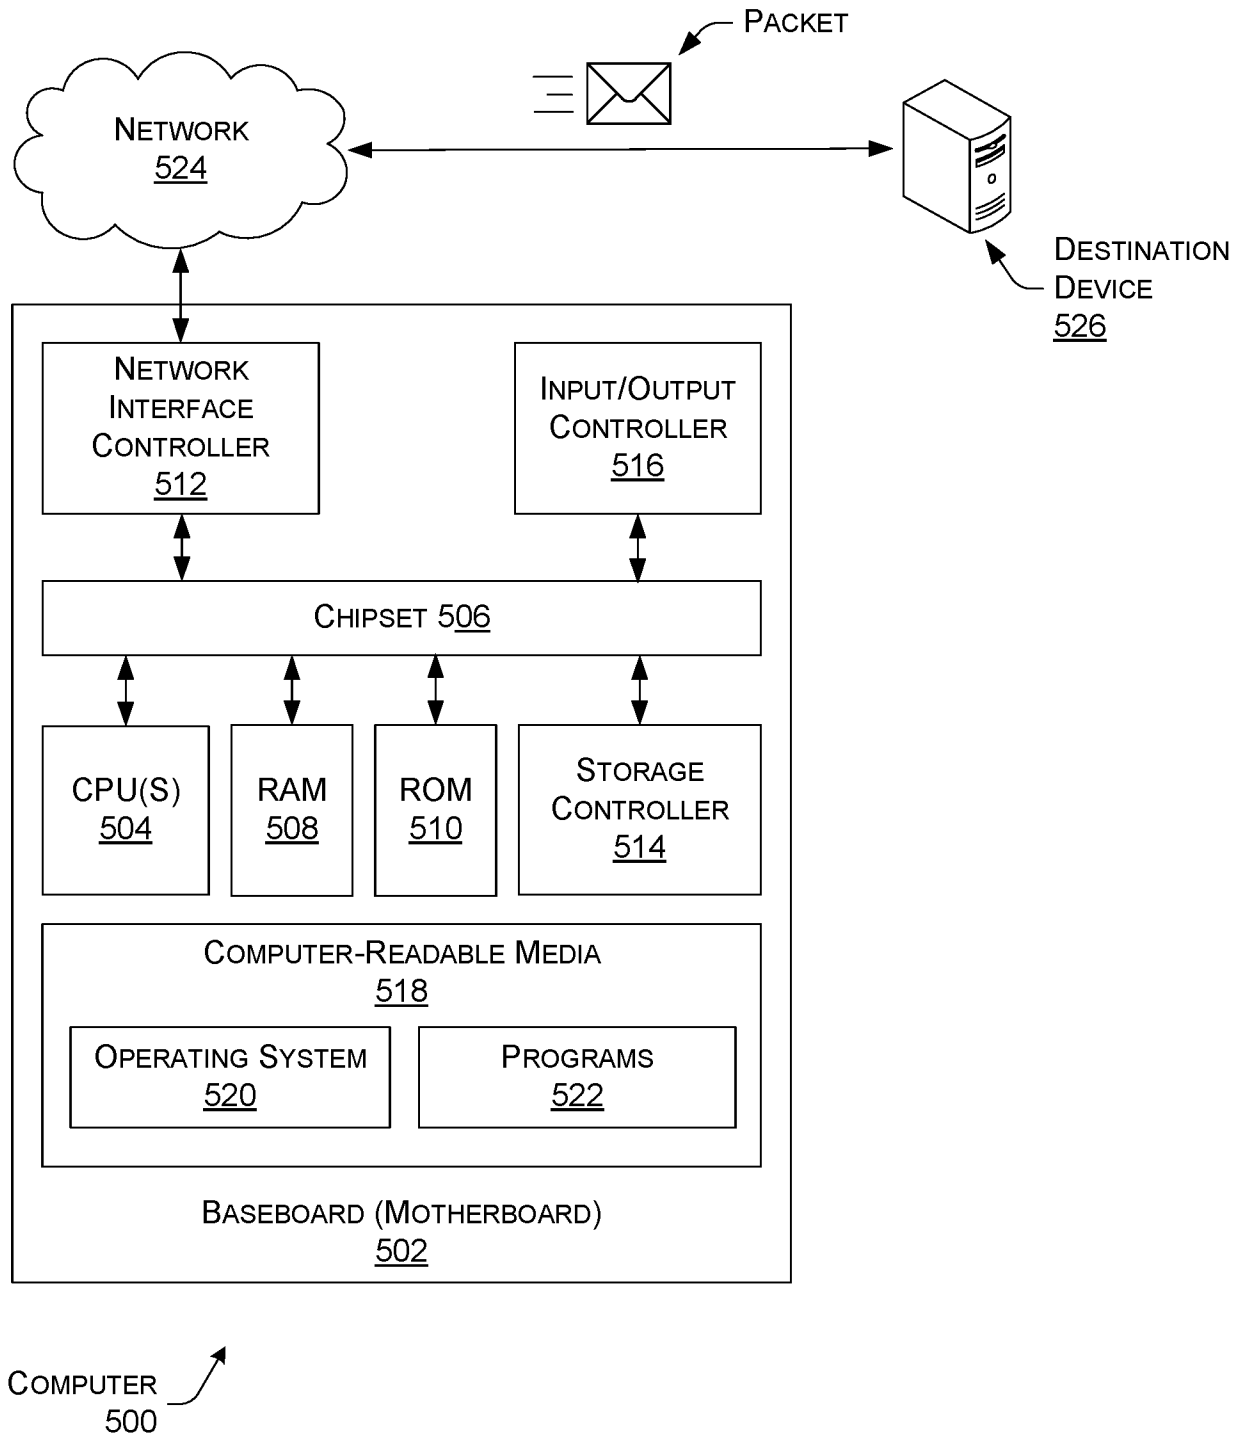 PACKET
NETWORK
524
DESTINATION
DEVICE
526
NETWORK
INTERFACE
CONTROLLER
512
INPUT/OUTPUT
CONTROLLER
516
CHIPSET 506
CPU(S)
504
RAM
508
ROM
510
STORAGE
CONTROLLER
514
COMPUTER-READABLE MEDIA
518
OPERATING SYSTEM
520
PROGRAMS
522
BASEBOARD (MOTHERBOARD)
502
COMPUTER
500